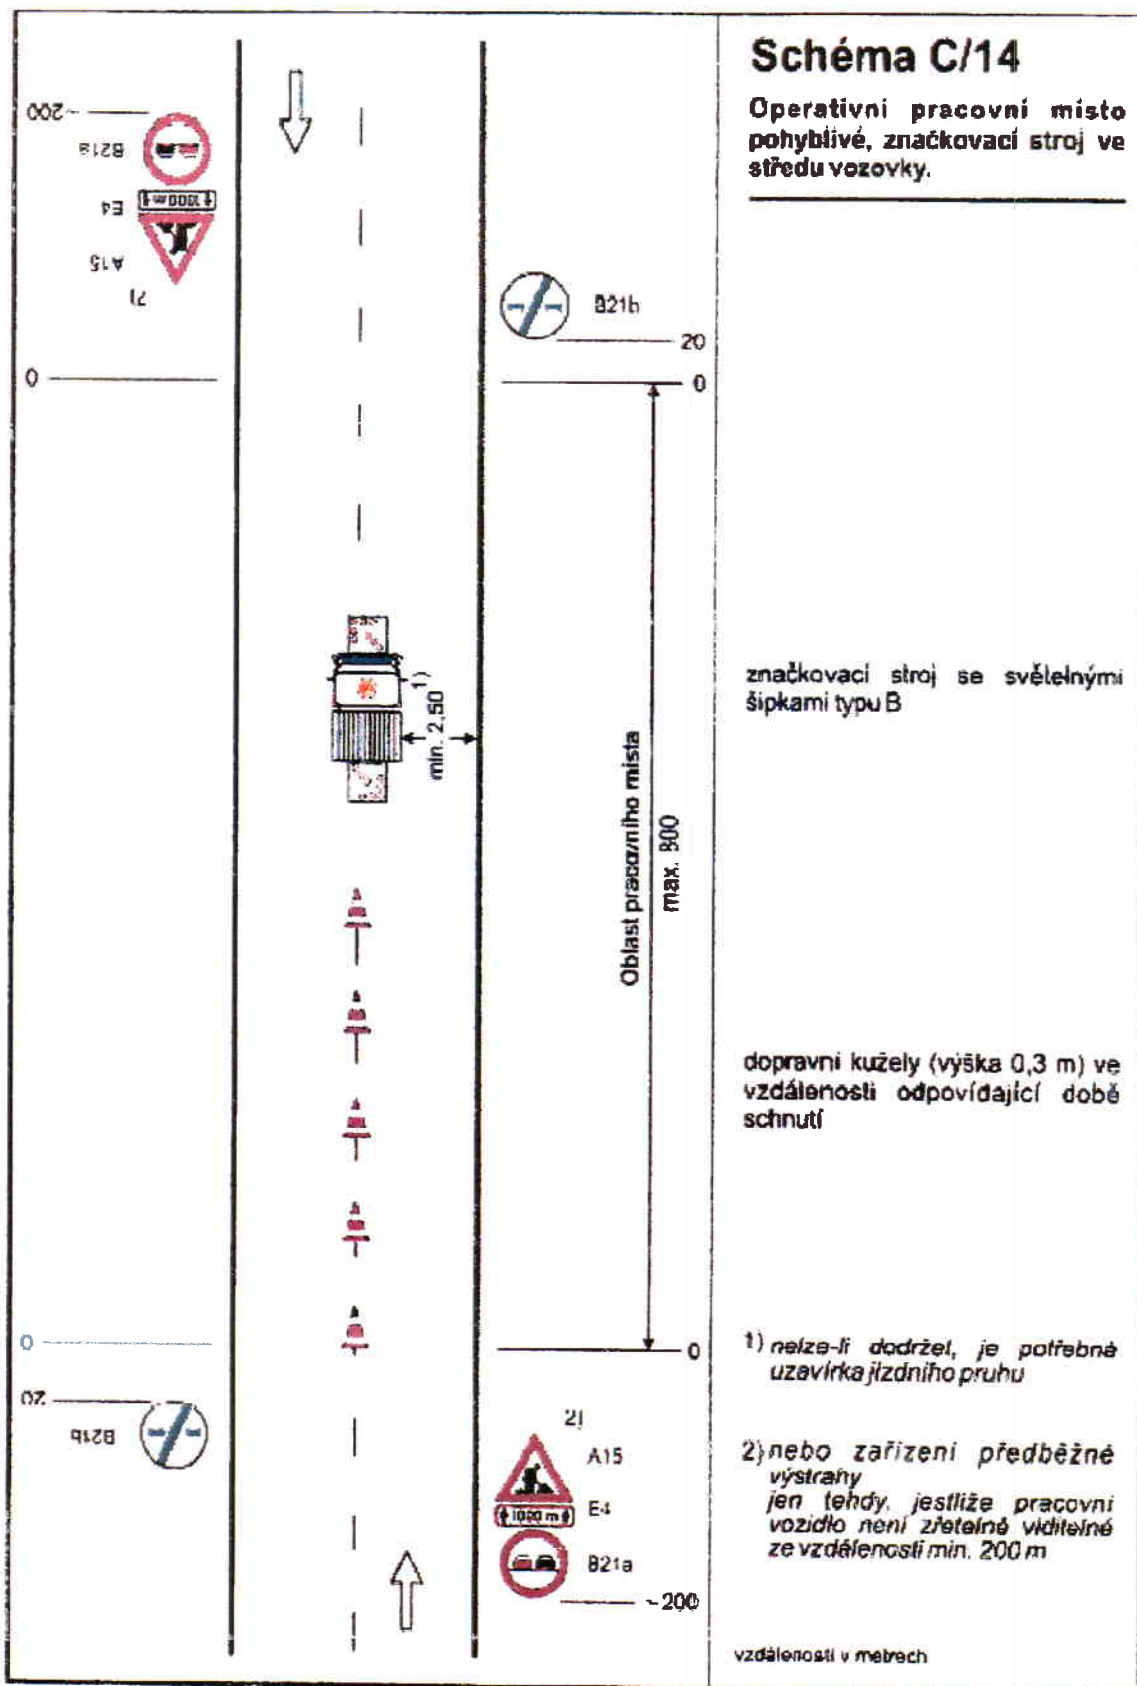 Schéma C/14
Operativní pracovní místo
pohyblivé, značkovací stroj ve
středu vozovky.
~200
B21a
E4
1000 m
A15
2)
0
B21b
20
0
1)
min. 2,50
Oblast pracovního místa
max. 800
značkovací stroj se světelnými
šipkami typu B
dopravní kužely (výška 0,3 m) ve
vzdálenosti odpovídající době
schnutí
0
20
B21b
0
2)
A15
E4
1000 m
B21a
~200
1) nelze-li dodržet, je potřebná
uzavírka jízdního pruhu
2) nebo zařízení předběžné
výstrahy
jen tehdy, jestliže pracovní
vozidlo není zřetelně viditelné
ze vzdálenosti min. 200 m
vzdálenosti v metrech